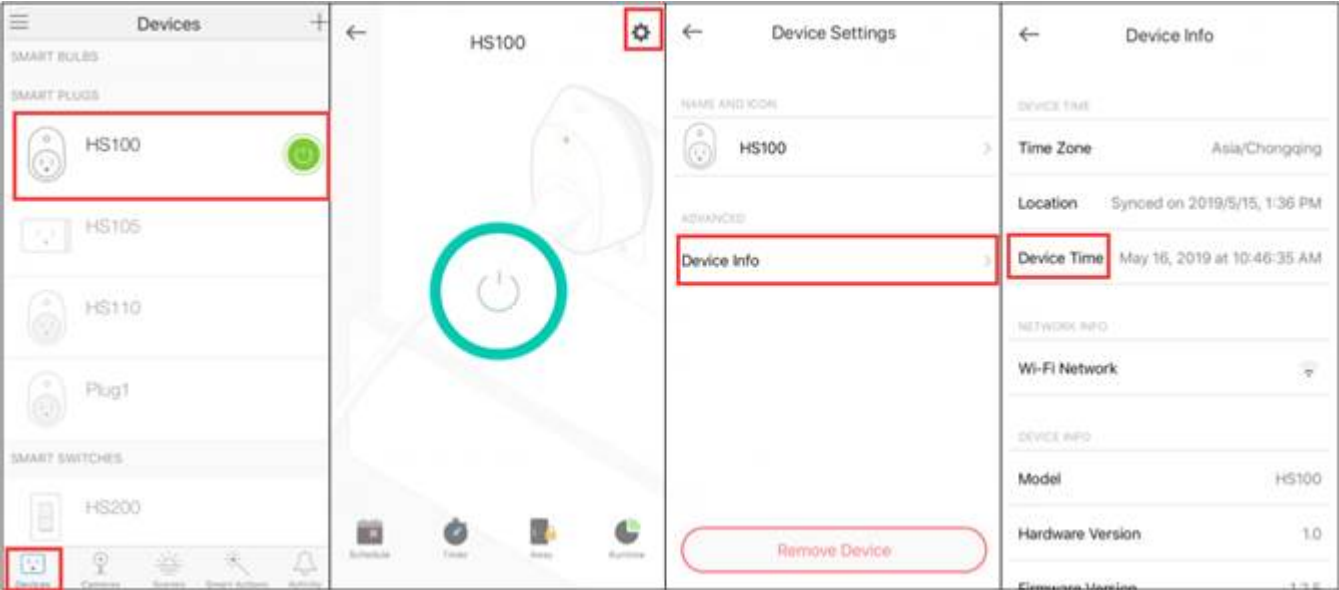 Devices
SMART BULBS
SMART PLUGS
HS100
HS105
HS110
Plug1
SMART SWITCHES
HS200
Devices
Cameras
Scenes
Smart Actions
Activity
HS100
Schedule
Timer
Away
Runtime
Device Settings
NAME AND ICON
HS100
ADVANCED
Device Info
Remove Device
Device Info
DEVICE TIME
Time Zone Asia/Chongqing
Location Synced on 2019/5/15, 1:36 PM
Device Time May 16, 2019 at 10:46:35 AM
NETWORK INFO
Wi-Fi Network
DEVICE INFO
Model HS100
Hardware Version 1.0
Firmware Version